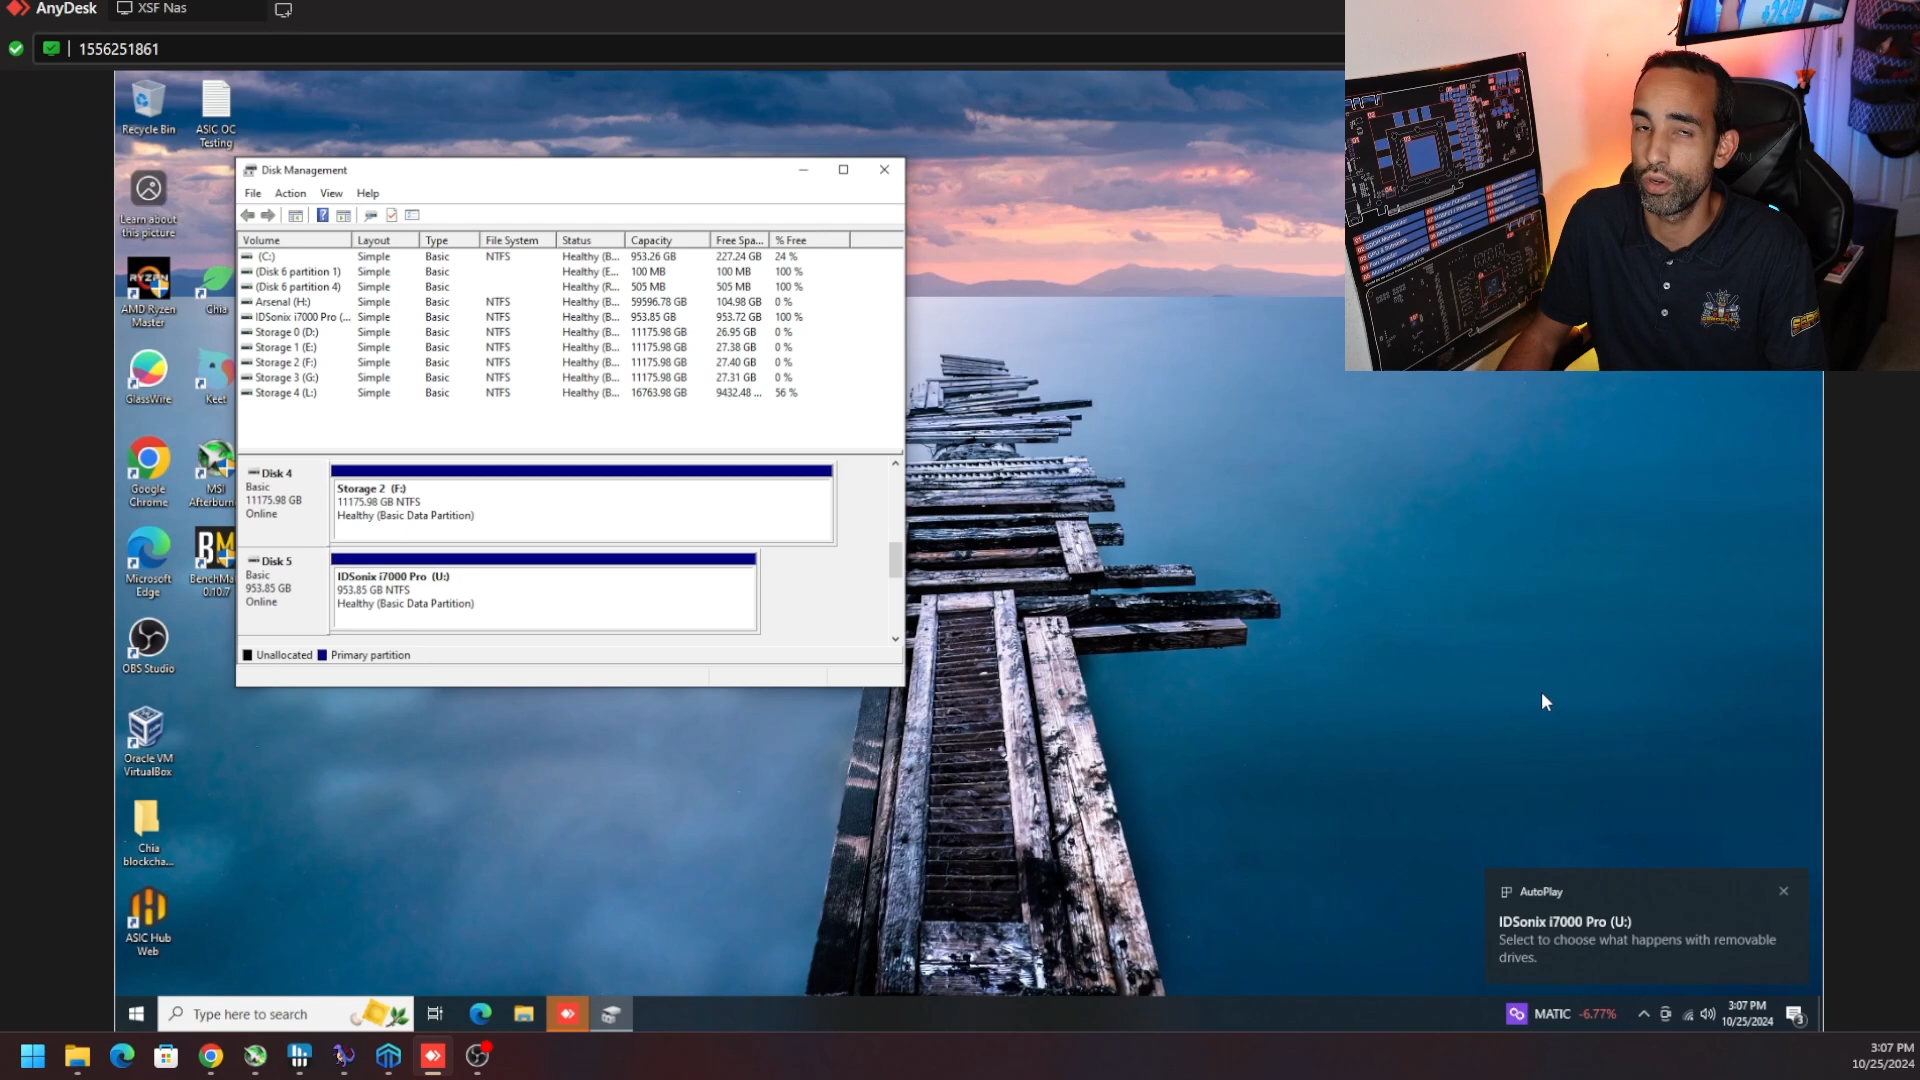 AnyDesk
XSF Nas
1556251861
Recycle Bin
ASIC OC
Testing
Learn about
this picture
AMD Ryzen
Master
Chia
GlassWire
Keet
Google
Chrome
MSI
Afterburn
Microsoft
Edge
BenchMa
0.10.7
OBS Studio
Oracle VM
VirtualBox
Chia
blockcha...
ASIC Hub
Web
Disk Management
File Action View Help
Volume Layout Type File System Status Capacity Free Spa... % Free
(C:) Simple Basic NTFS Healthy (B... 953.26 GB 227.24 GB 24 %
(Disk 6 partition 1) Simple Basic Healthy (E... 100 MB 100 MB 100 %
(Disk 6 partition 4) Simple Basic Healthy (R... 505 MB 505 MB 100 %
Arsenal (H:) Simple Basic NTFS Healthy (B... 59596.78 GB 104.98 GB 0 %
IDSonix i7000 Pro (... Simple Basic NTFS Healthy (B... 953.85 GB 953.72 GB 100 %
Storage 0 (D:) Simple Basic NTFS Healthy (B... 11175.98 GB 26.95 GB 0 %
Storage 1 (E:) Simple Basic NTFS Healthy (B... 11175.98 GB 27.38 GB 0 %
Storage 2 (F:) Simple Basic NTFS Healthy (B... 11175.98 GB 27.40 GB 0 %
Storage 3 (G:) Simple Basic NTFS Healthy (B... 11175.98 GB 27.31 GB 0 %
Storage 4 (L:) Simple Basic NTFS Healthy (B... 16763.98 GB 9432.48 ... 56 %
Disk 4
Basic
11175.98 GB
Online
Storage 2 (F:)
11175.98 GB NTFS
Healthy (Basic Data Partition)
Disk 5
Basic
953.85 GB
Online
IDSonix i7000 Pro (U:)
953.85 GB NTFS
Healthy (Basic Data Partition)
Unallocated Primary partition
AutoPlay
IDSonix i7000 Pro (U:)
Select to choose what happens with removable
drives.
Type here to search
MATIC -6.77%
3:07 PM
10/25/2024
3
3:07 PM
10/25/2024